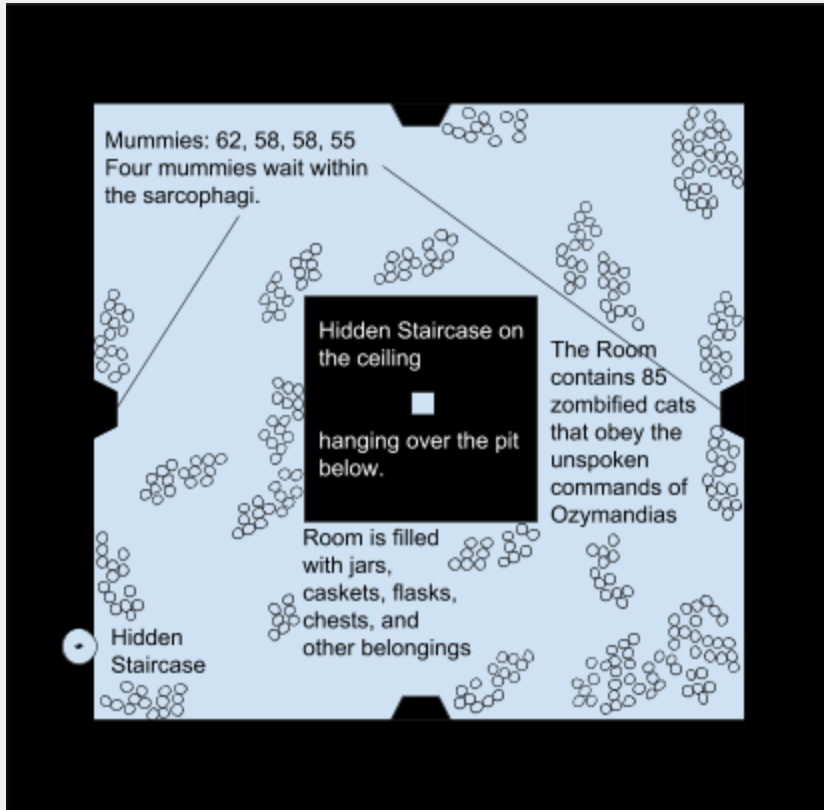 Mummies: 62, 58, 58, 55
Four mummies wait within
the sarcophagi.
Hidden Staircase on
the ceiling
hanging over the pit
below.
The Room
contains 85
zombified cats
that obey the
unspoken
commands of
Ozymandias
Room is filled
with jars,
caskets, flasks,
chests, and
other belongings
Hidden
Staircase